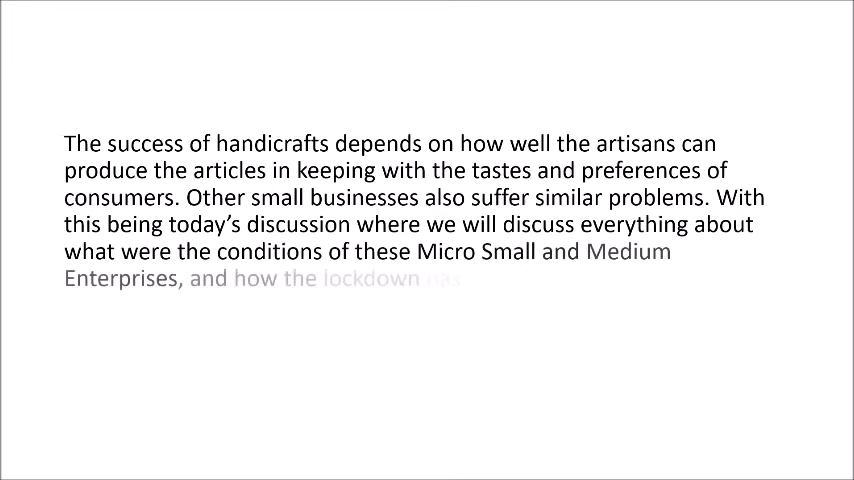 The success of handicrafts depends on how well the artisans can
produce the articles in keeping with the tastes and preferences of
consumers. Other small businesses also suffer similar problems. With
this being today’s discussion where we will discuss everything about
what were the conditions of these Micro Small and Medium
Enterprises, and how the lockdown has